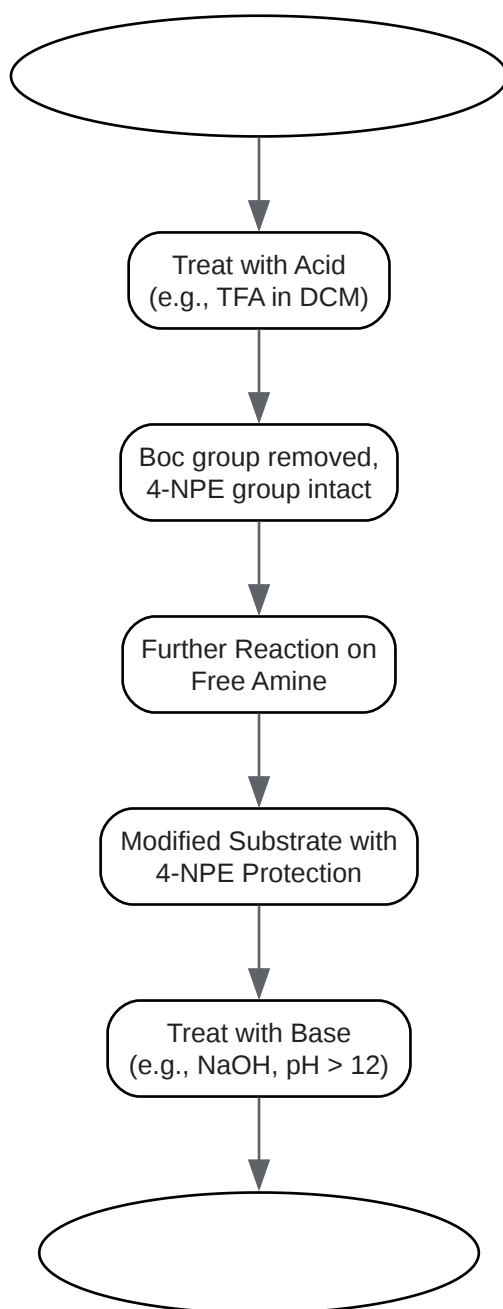 Treat with Acid
(e.g., TFA in DCM)
Boc group removed,
4-NPE group intact
Further Reaction on
Free Amine
Modified Substrate with
4-NPE Protection
Treat with Base
(e.g., NaOH, pH > 12)